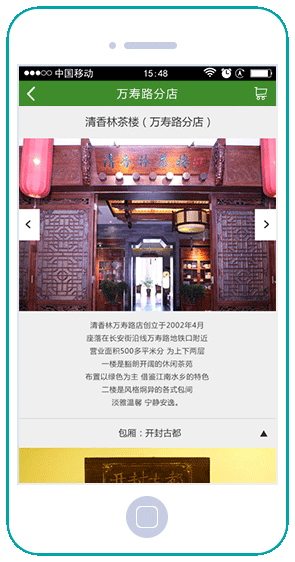 中国移动 15:48
万寿路分店
清香林茶楼（万寿路分店）
清香林茶楼
清香林万寿路店创立于2002年4月
座落在长安街沿线万寿路地铁口附近
营业面积500多平米分 为上下两层
一楼是豁朗开阔的休闲茶苑
布置以绿色为主 借鉴江南水乡的特色
二楼是风格炯异的各式包间
淡雅温馨 宁静安逸。
包厢：开封古都
开封古都